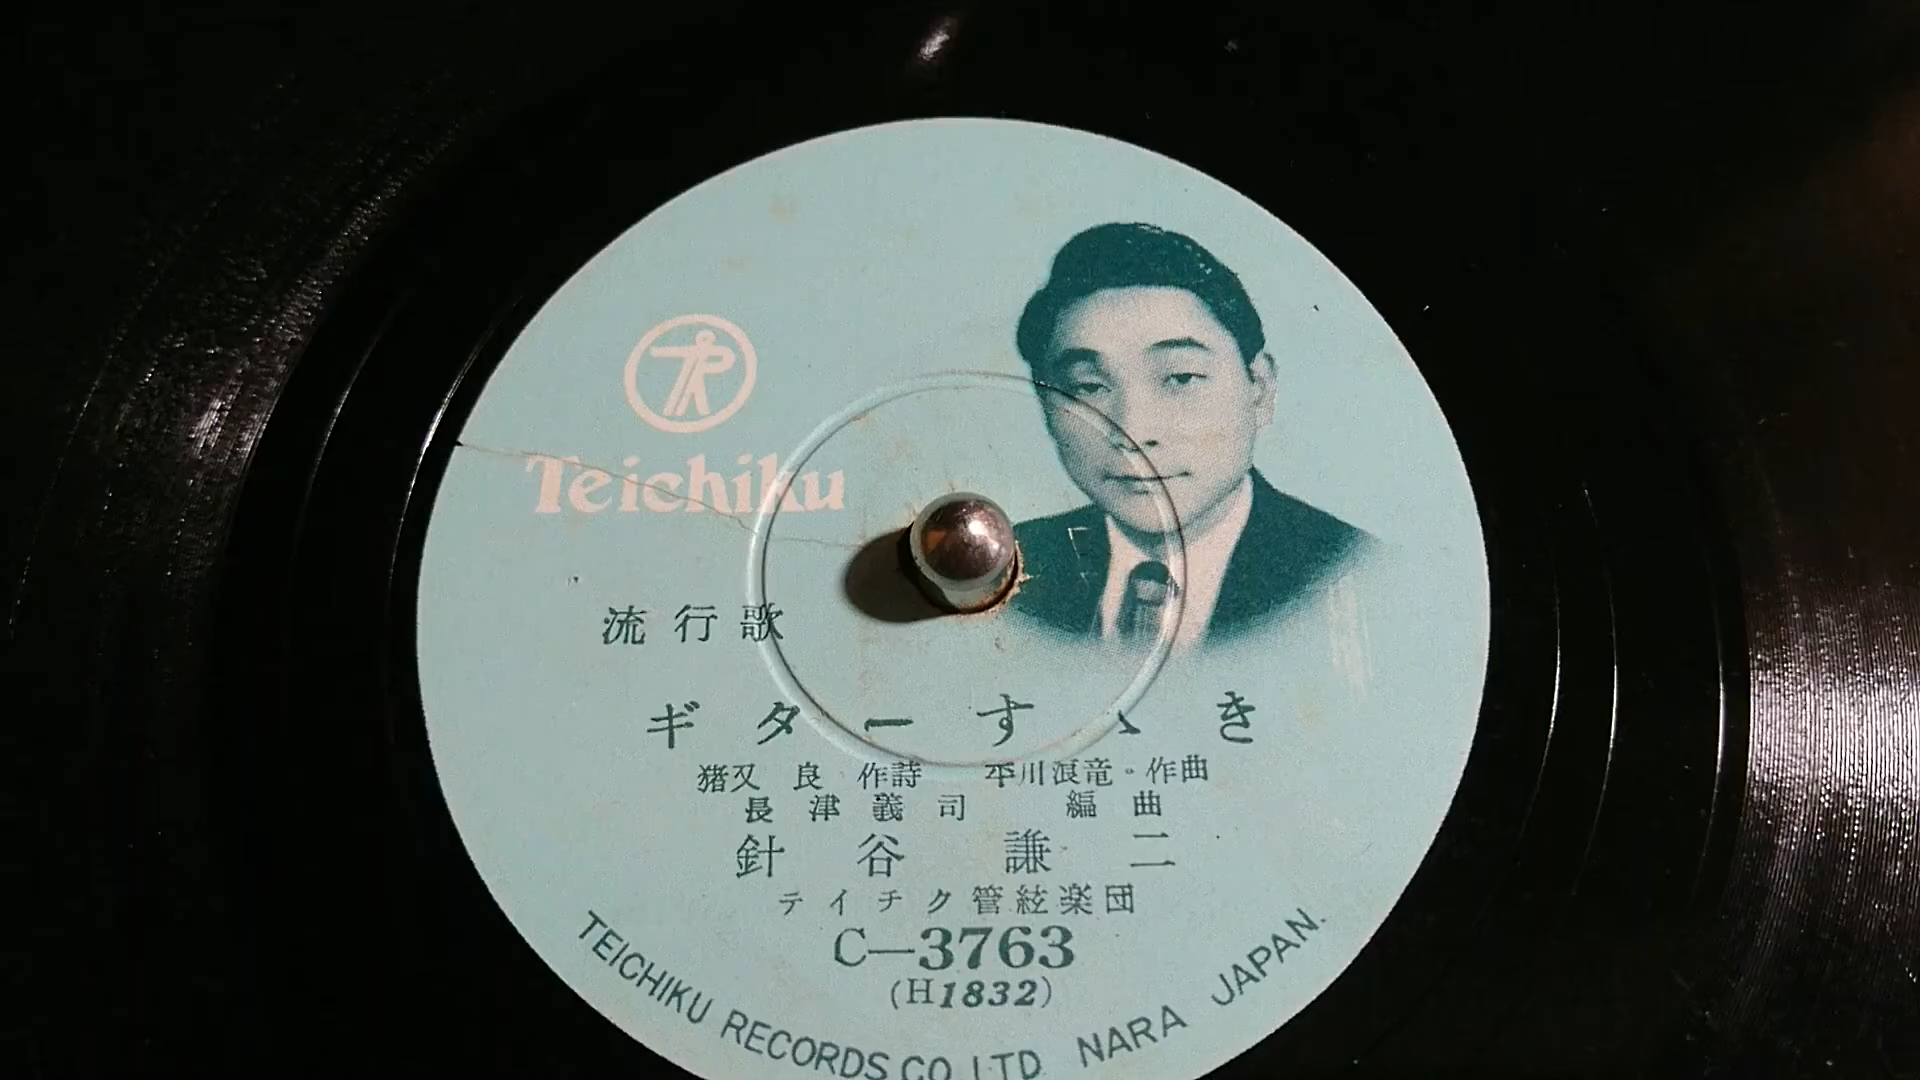 Teichiku
流行歌
ギターすゝき
猪又 良 作詩 平川浪竜・作曲
長津義司 編曲
針谷謙二
テイチク管絃楽団
C—3763
(H1832)
TEICHIKU RECORDS CO. LTD. NARA JAPAN.